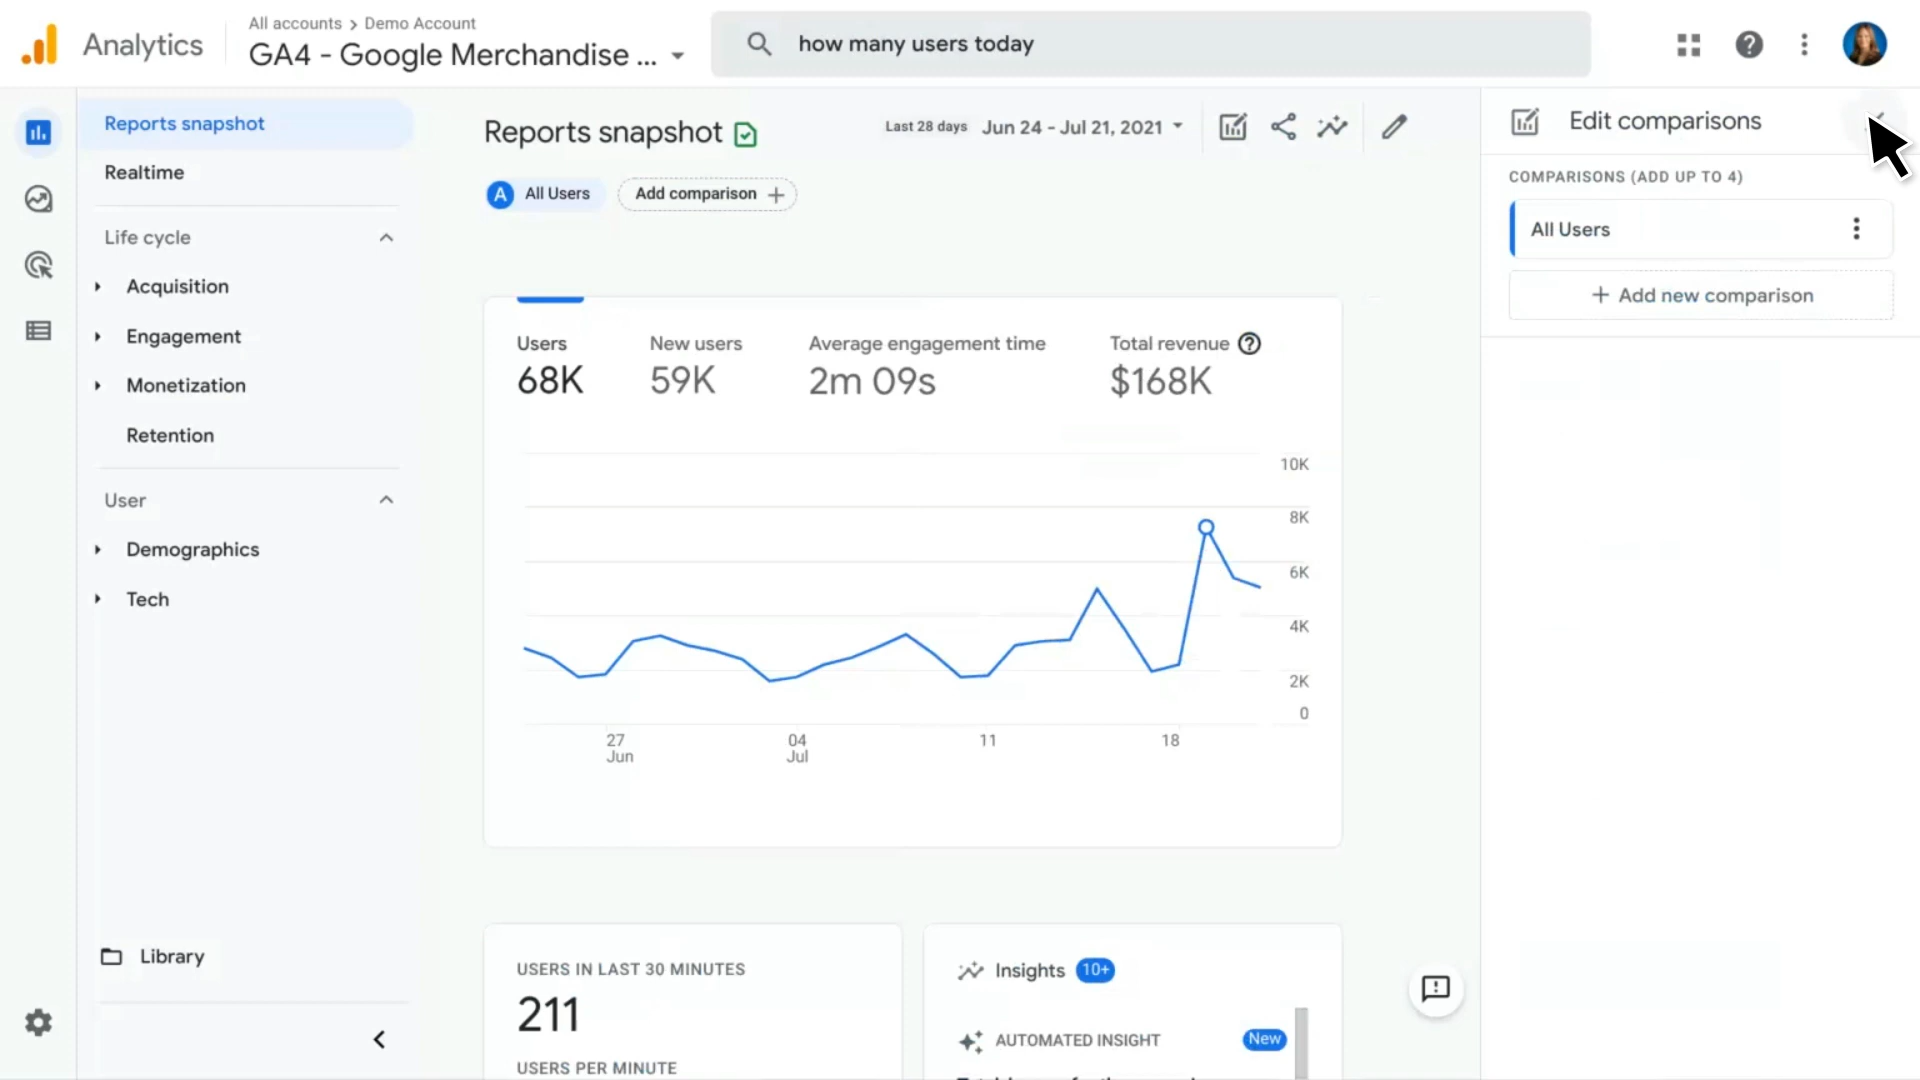 All accounts > Demo Account
Analytics
GA4 - Google Merchandise ...
how many users today
Reports snapshot
Realtime
Life cycle
Acquisition
Engagement
Monetization
Retention
User
Demographics
Tech
Library
Reports snapshot
Last 28 days Jun 24 - Jul 21, 2021
A All Users
Add comparison +
Users
68K
New users
59K
Average engagement time
2m 09s
Total revenue
$168K
10K
8K
6K
4K
2K
0
27
Jun
04
Jul
11
18
USERS IN LAST 30 MINUTES
211
USERS PER MINUTE
Insights 10+
AUTOMATED INSIGHT New
Edit comparisons
COMPARISONS (ADD UP TO 4)
All Users
+ Add new comparison